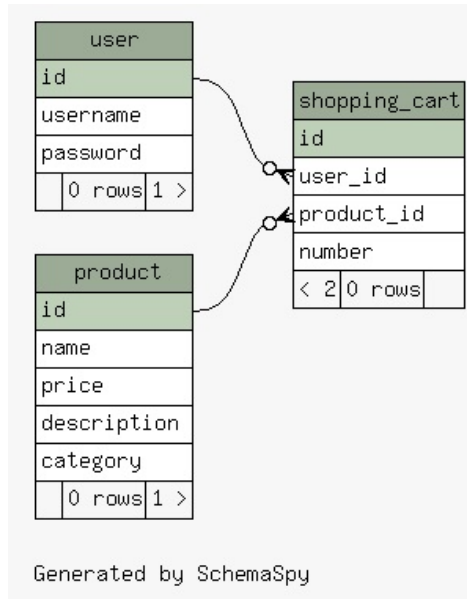 user
id
username
password
0 rows 1 >
shopping_cart
id
user_id
product_id
number
< 2 0 rows
product
id
name
price
description
category
0 rows 1 >
Generated by SchemaSpy